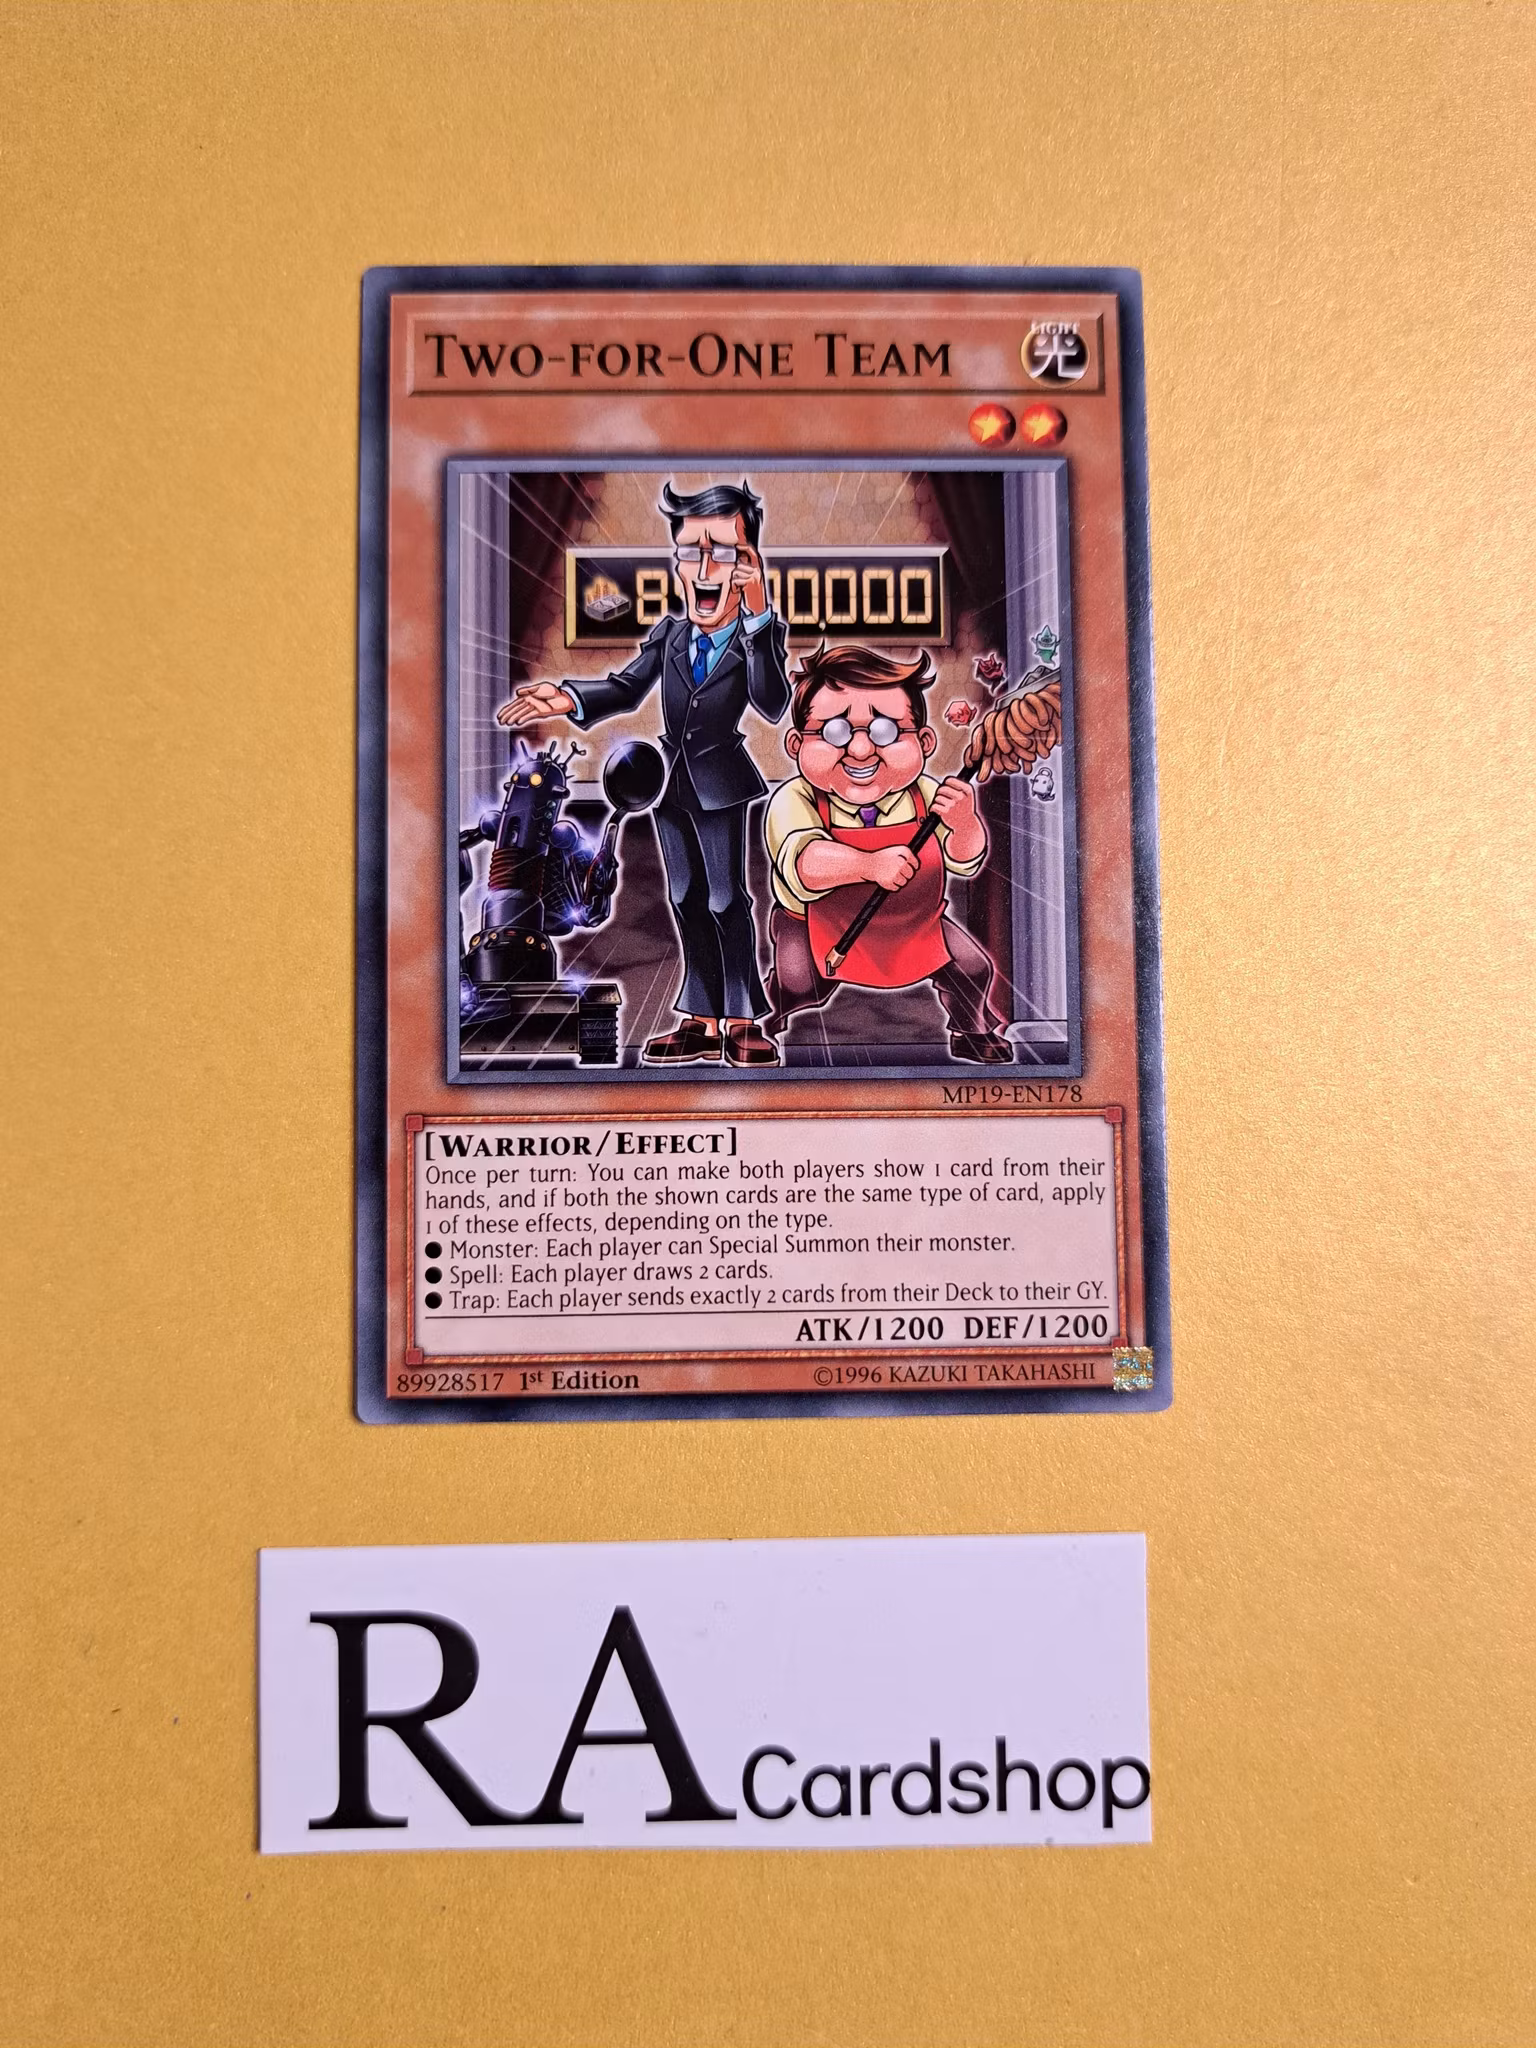 Two-for-One Team
LIGHT
光
000,000
MP19-EN178
[Warrior/Effect]
Once per turn: You can make both players show 1 card from their
hands, and if both the shown cards are the same type of card, apply
1 of these effects, depending on the type.
● Monster: Each player can Special Summon their monster.
● Spell: Each player draws 2 cards.
● Trap: Each player sends exactly 2 cards from their Deck to their GY.
ATK/1200 DEF/1200
89928517 1st Edition ©1996 KAZUKI TAKAHASHI
RA Cardshop